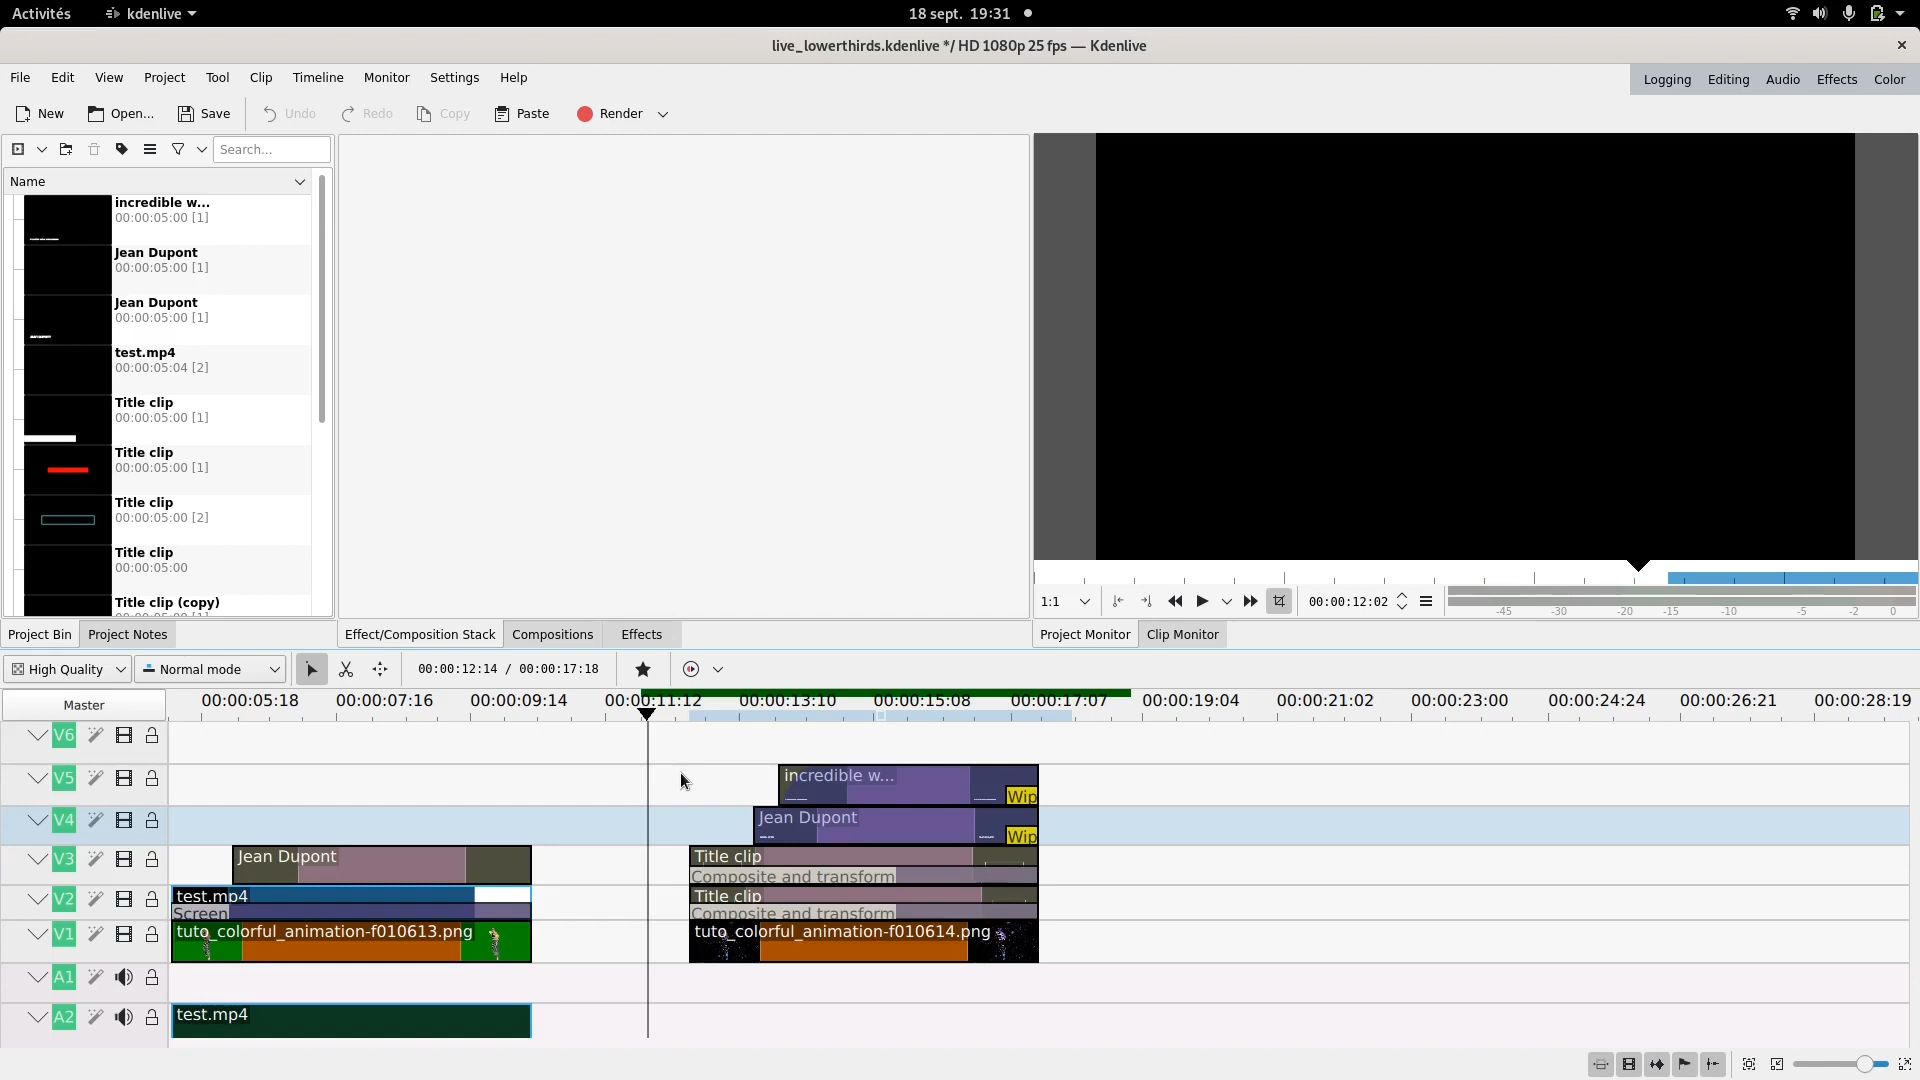 Activités
kdenlive
18 sept. 19:31
live_lowerthirds.kdenlive */ HD 1080p 25 fps — Kdenlive
File Edit View Project Tool Clip Timeline Monitor Settings Help
Logging Editing Audio Effects Color
New Open... Save Undo Redo Copy Paste Render
Search...
Name
incredible w...
00:00:05:00 [1]
Jean Dupont
00:00:05:00 [1]
Jean Dupont
00:00:05:00 [1]
test.mp4
00:00:05:04 [2]
Title clip
00:00:05:00 [1]
Title clip
00:00:05:00 [1]
Title clip
00:00:05:00 [2]
Title clip
00:00:05:00
Title clip (copy)
1:1
00:00:12:02
-45 -30 -20 -15 -10 -5 -2 0
Project Bin Project Notes
Effect/Composition Stack Compositions Effects
Project Monitor Clip Monitor
High Quality Normal mode
00:00:12:14 / 00:00:17:18
Master
00:00:05:18 00:00:07:16 00:00:09:14 00:00:11:12 00:00:13:10 00:00:15:08 00:00:17:07 00:00:19:04 00:00:21:02 00:00:23:00 00:00:24:24 00:00:26:21 00:00:28:19
V6
V5
incredible w...
Wip
V4
Jean Dupont
Wip
V3
Jean Dupont
Title clip
Composite and transform
V2
test.mp4
Screen
Title clip
Composite and transform
V1
tuto_colorful_animation-f010613.png
tuto_colorful_animation-f010614.png
A1
A2
test.mp4